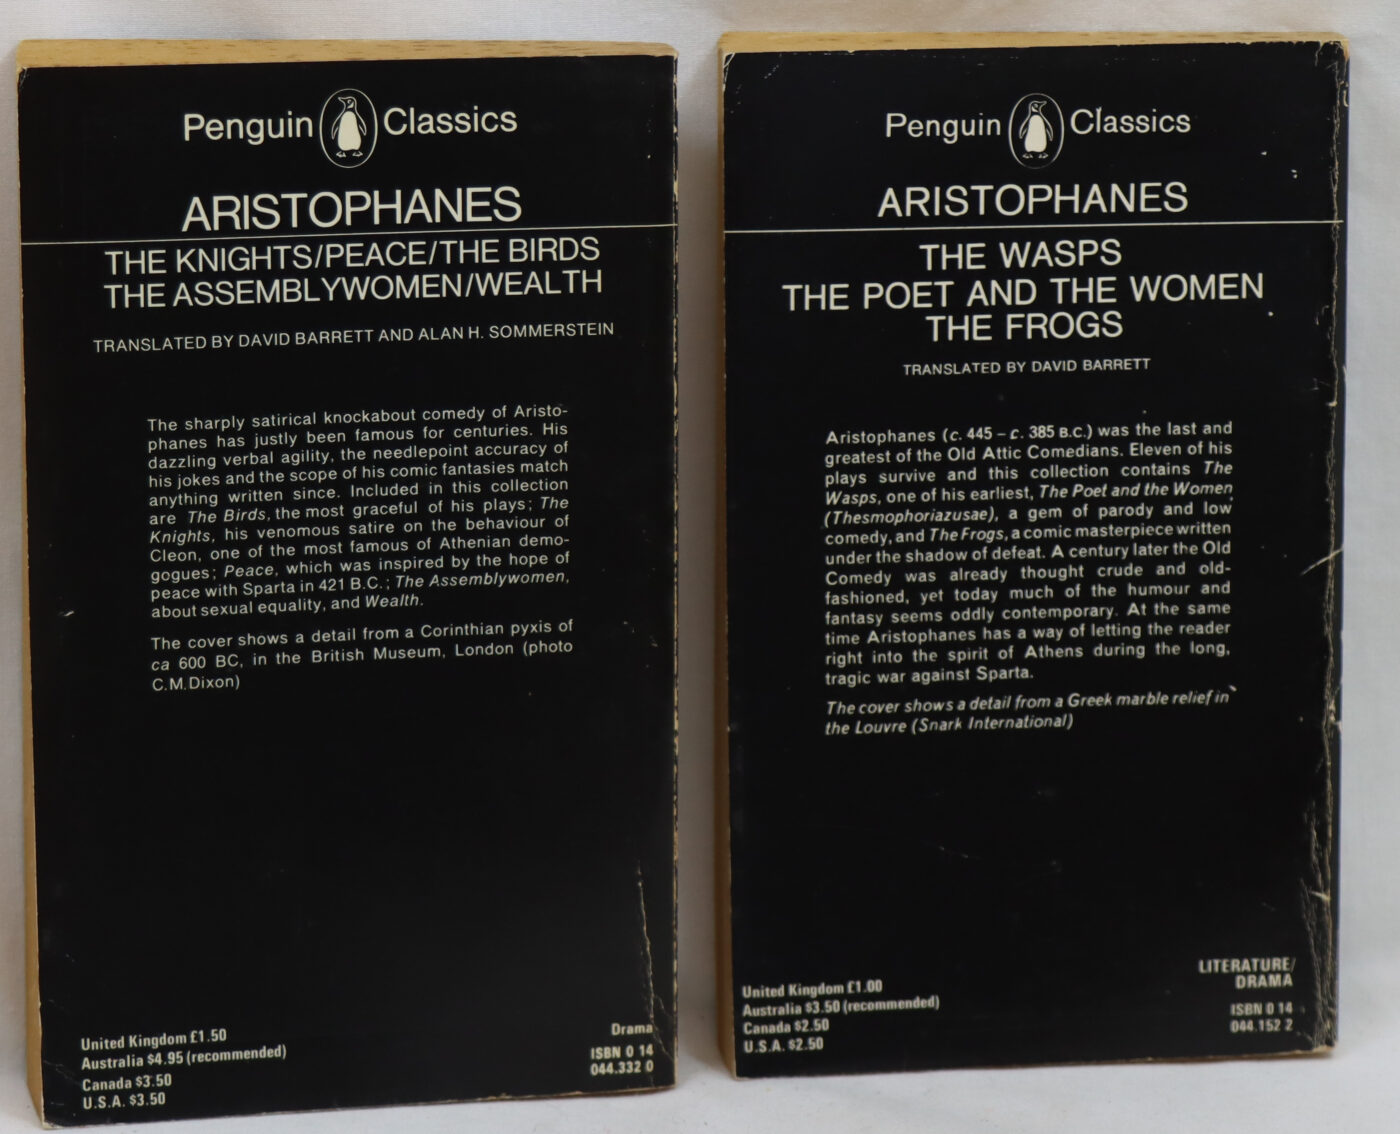 Penguin Classics
ARISTOPHANES
THE KNIGHTS/PEACE/THE BIRDS
THE ASSEMBLYWOMEN/WEALTH
TRANSLATED BY DAVID BARRETT AND ALAN H. SOMMERSTEIN
The sharply satirical knockabout comedy of Aristo-
phanes has justly been famous for centuries. His
dazzling verbal agility, the needlepoint accuracy of
his jokes and the scope of his comic fantasies match
anything written since. Included in this collection
are The Birds, the most graceful of his plays; The
Knights, his venomous satire on the behaviour of
Cleon, one of the most famous of Athenian dema-
gogues; Peace, which was inspired by the hope of
peace with Sparta in 421 B.C.; The Assemblywomen,
about sexual equality, and Wealth.
The cover shows a detail from a Corinthian pyxis of
ca 600 BC, in the British Museum, London (photo
C.M.Dixon)
United Kingdom £1.50
Australia $4.95 (recommended)
Canada $3.50
U.S.A. $3.50
Drama
ISBN 0 14
044.332 0
Penguin Classics
ARISTOPHANES
THE WASPS
THE POET AND THE WOMEN
THE FROGS
TRANSLATED BY DAVID BARRETT
Aristophanes (c. 445 – c. 385 B.C.) was the last and
greatest of the Old Attic Comedians. Eleven of his
plays survive and this collection contains The
Wasps, one of his earliest, The Poet and the Women
(Thesmophoriazusae), a gem of parody and low
comedy, and The Frogs, a comic masterpiece written
under the shadow of defeat. A century later the Old
Comedy was already thought crude and old-
fashioned, yet today much of the humour and
fantasy seems oddly contemporary. At the same
time Aristophanes has a way of letting the reader
right into the spirit of Athens during the long,
tragic war against Sparta.
The cover shows a detail from a Greek marble relief in
the Louvre (Snark International)
United Kingdom £1.00
Australia $3.50 (recommended)
Canada $2.50
U.S.A. $2.50
LITERATURE/
DRAMA
ISBN 0 14
044.152 2